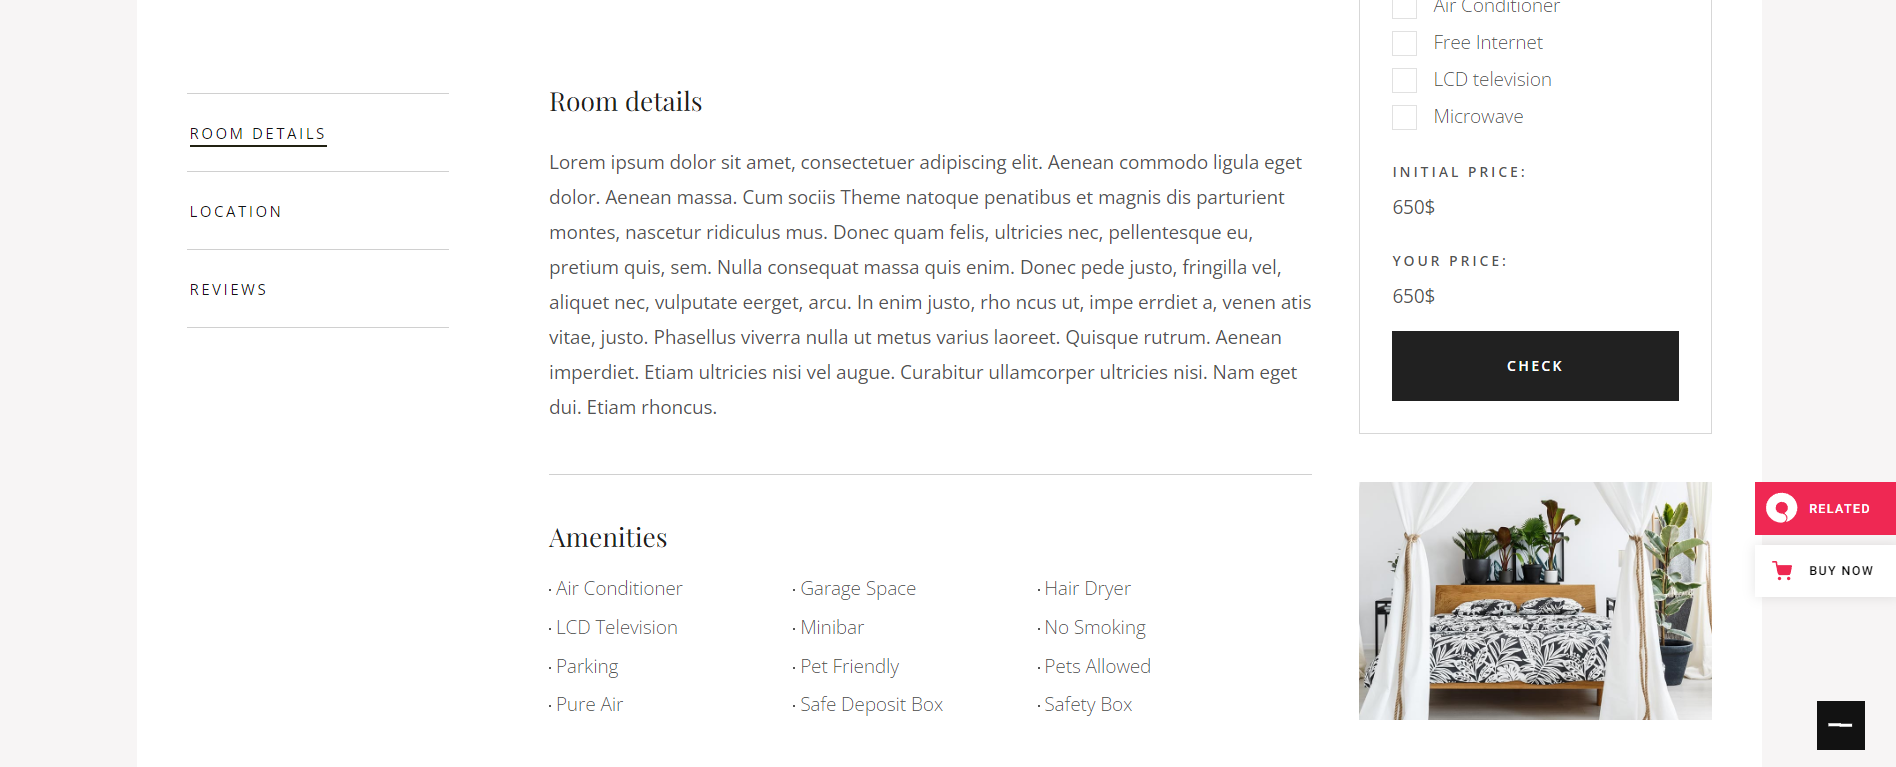 ROOM DETAILS
LOCATION
REVIEWS
Room details
Lorem ipsum dolor sit amet, consectetuer adipiscing elit. Aenean commodo ligula eget
dolor. Aenean massa. Cum sociis Theme natoque penatibus et magnis dis parturient
montes, nascetur ridiculus mus. Donec quam felis, ultricies nec, pellentesque eu,
pretium quis, sem. Nulla consequat massa quis enim. Donec pede justo, fringilla vel,
aliquet nec, vulputate eerget, arcu. In enim justo, rho ncus ut, impe errdiet a, venen atis
vitae, justo. Phasellus viverra nulla ut metus varius laoreet. Quisque rutrum. Aenean
imperdiet. Etiam ultricies nisi vel augue. Curabitur ullamcorper ultricies nisi. Nam eget
dui. Etiam rhoncus.
Amenities
· Air Conditioner
· Garage Space
· Hair Dryer
· LCD Television
· Minibar
· No Smoking
· Parking
· Pet Friendly
· Pets Allowed
· Pure Air
· Safe Deposit Box
· Safety Box
Air Conditioner
Free Internet
LCD television
Microwave
INITIAL PRICE:
650$
YOUR PRICE:
650$
CHECK
RELATED
BUY NOW